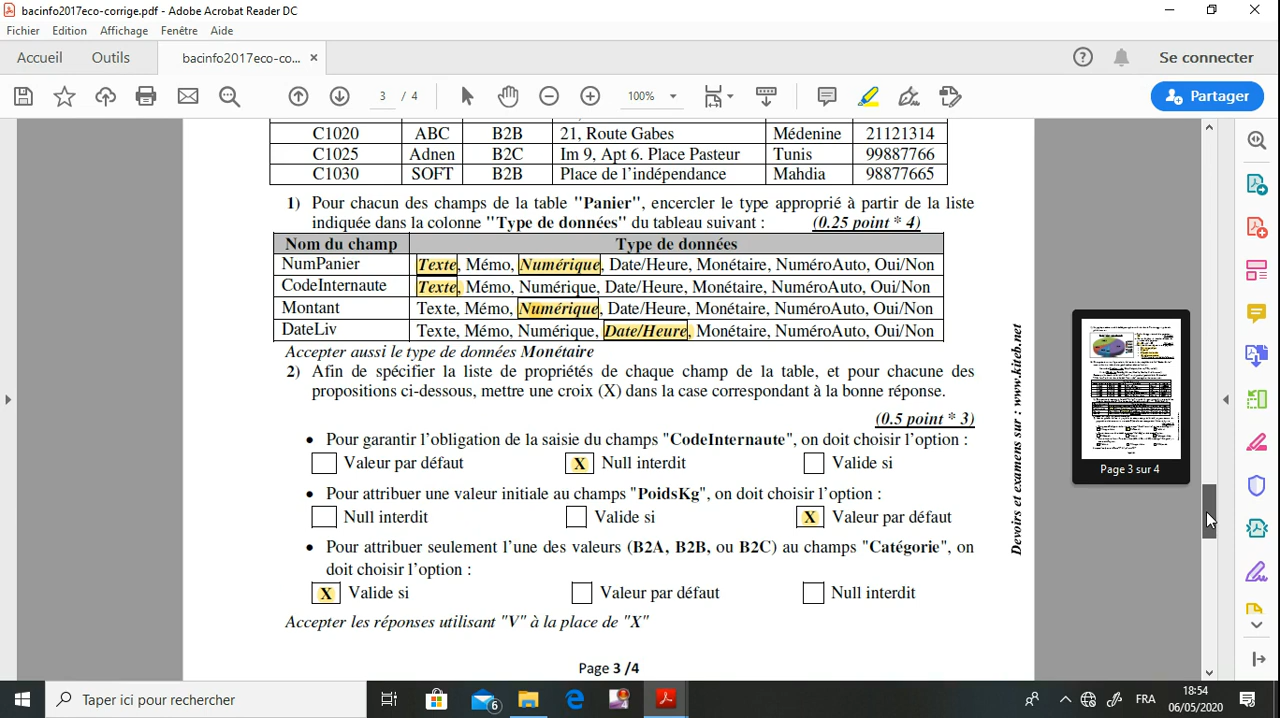 bacinfo2017eco-corrige.pdf - Adobe Acrobat Reader DC
Fichier Edition Affichage Fenêtre Aide
Accueil Outils bacinfo2017eco-co... × Se connecter
3 / 4 100% Partager
C1020 ABC B2B 21, Route Gabes Médenine 21121314
C1025 Adnen B2C Im 9, Apt 6. Place Pasteur Tunis 99887766
C1030 SOFT B2B Place de l’indépendance Mahdia 98877665
1) Pour chacun des champs de la table "Panier", encercler le type approprié à partir de la liste
indiquée dans la colonne "Type de données" du tableau suivant : (0.25 point * 4)
Nom du champ Type de données
NumPanier Texte, Mémo, Numérique, Date/Heure, Monétaire, NuméroAuto, Oui/Non
CodeInternaute Texte, Mémo, Numérique, Date/Heure, Monétaire, NuméroAuto, Oui/Non
Montant Texte, Mémo, Numérique, Date/Heure, Monétaire, NuméroAuto, Oui/Non
DateLiv Texte, Mémo, Numérique, Date/Heure, Monétaire, NuméroAuto, Oui/Non
Accepter aussi le type de données Monétaire
2) Afin de spécifier la liste de propriétés de chaque champ de la table, et pour chacune des
propositions ci-dessous, mettre une croix (X) dans la case correspondant à la bonne réponse.
(0.5 point * 3)
• Pour garantir l’obligation de la saisie du champs "CodeInternaute", on doit choisir l’option :
Valeur par défaut X Null interdit Valide si
• Pour attribuer une valeur initiale au champs "PoidsKg", on doit choisir l’option :
Null interdit Valide si X Valeur par défaut
• Pour attribuer seulement l’une des valeurs (B2A, B2B, ou B2C) au champs "Catégorie", on
doit choisir l’option :
X Valide si Valeur par défaut Null interdit
Accepter les réponses utilisant "V" à la place de "X"
Page 3 /4
Devoirs et examens sur : www.kiteb.net
Page 3 sur 4
Taper ici pour rechercher 6 FRA 18:54
06/05/2020